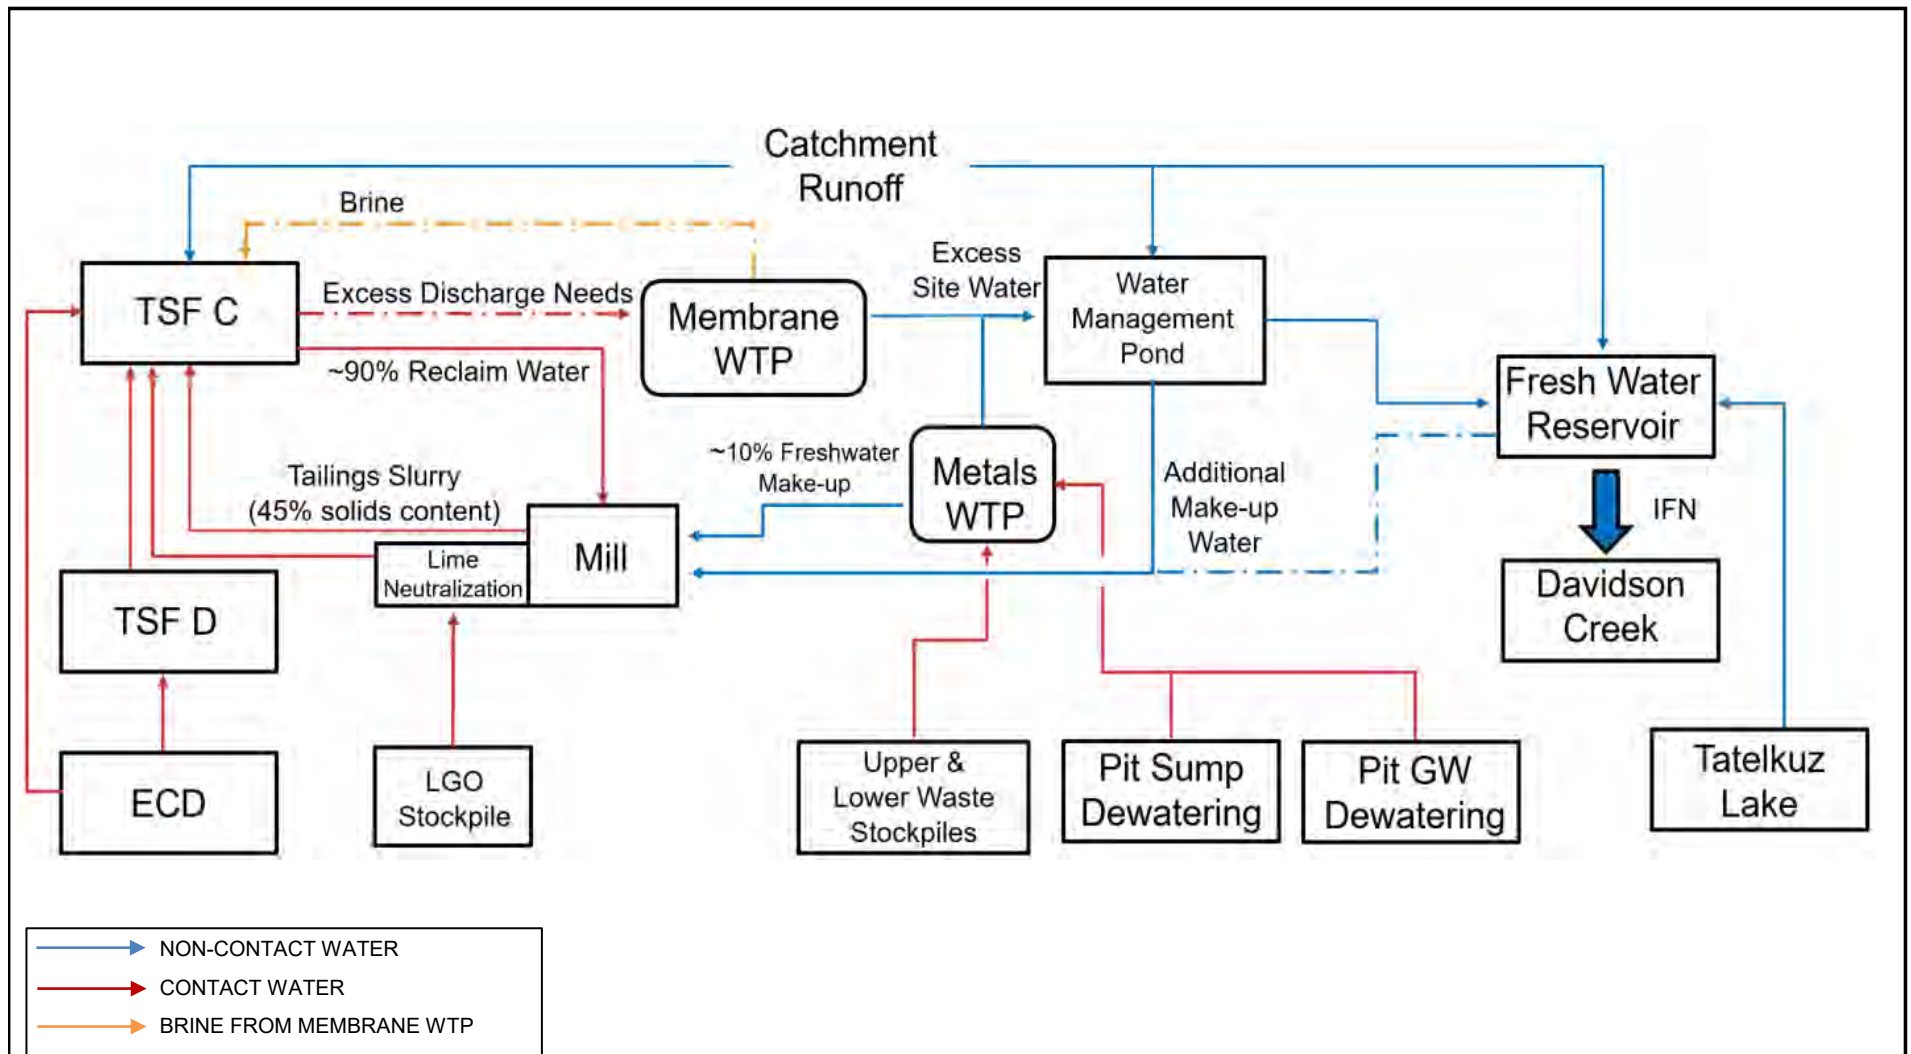 Catchment
Runoff
Brine
Excess
Site Water
TSF C
Excess Discharge Needs
Membrane
WTP
Water
Management
Pond
~90% Reclaim Water
Fresh Water
Reservoir
~10% Freshwater
Make-up
Metals
WTP
Additional
Make-up
Water
Tailings Slurry
(45% solids content)
IFN
Lime
Neutralization
Mill
TSF D
Davidson
Creek
ECD
LGO
Stockpile
Upper &
Lower Waste
Stockpiles
Pit Sump
Dewatering
Pit GW
Dewatering
Tatelkuz
Lake
NON-CONTACT WATER
CONTACT WATER
BRINE FROM MEMBRANE WTP